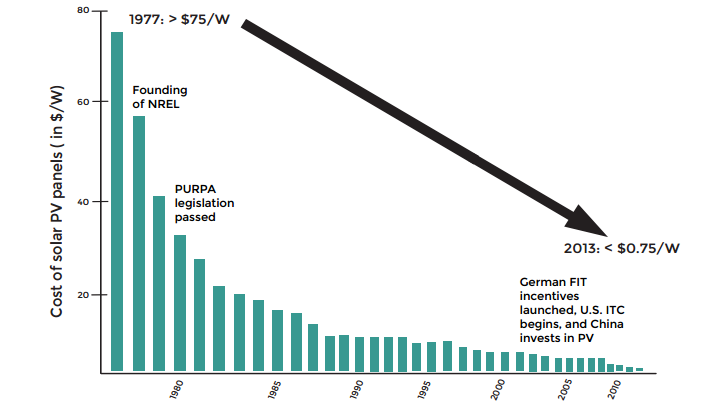 80
1977: > $75/W
Founding
of NREL
60
PURPA
legislation
passed
40
2013: < $0.75/W
German FIT
incentives
launched, U.S. ITC
begins, and China
invests in PV
20
Cost of solar PV panels ( in $/W)
1980
1985
1990
1995
2000
2005
2010